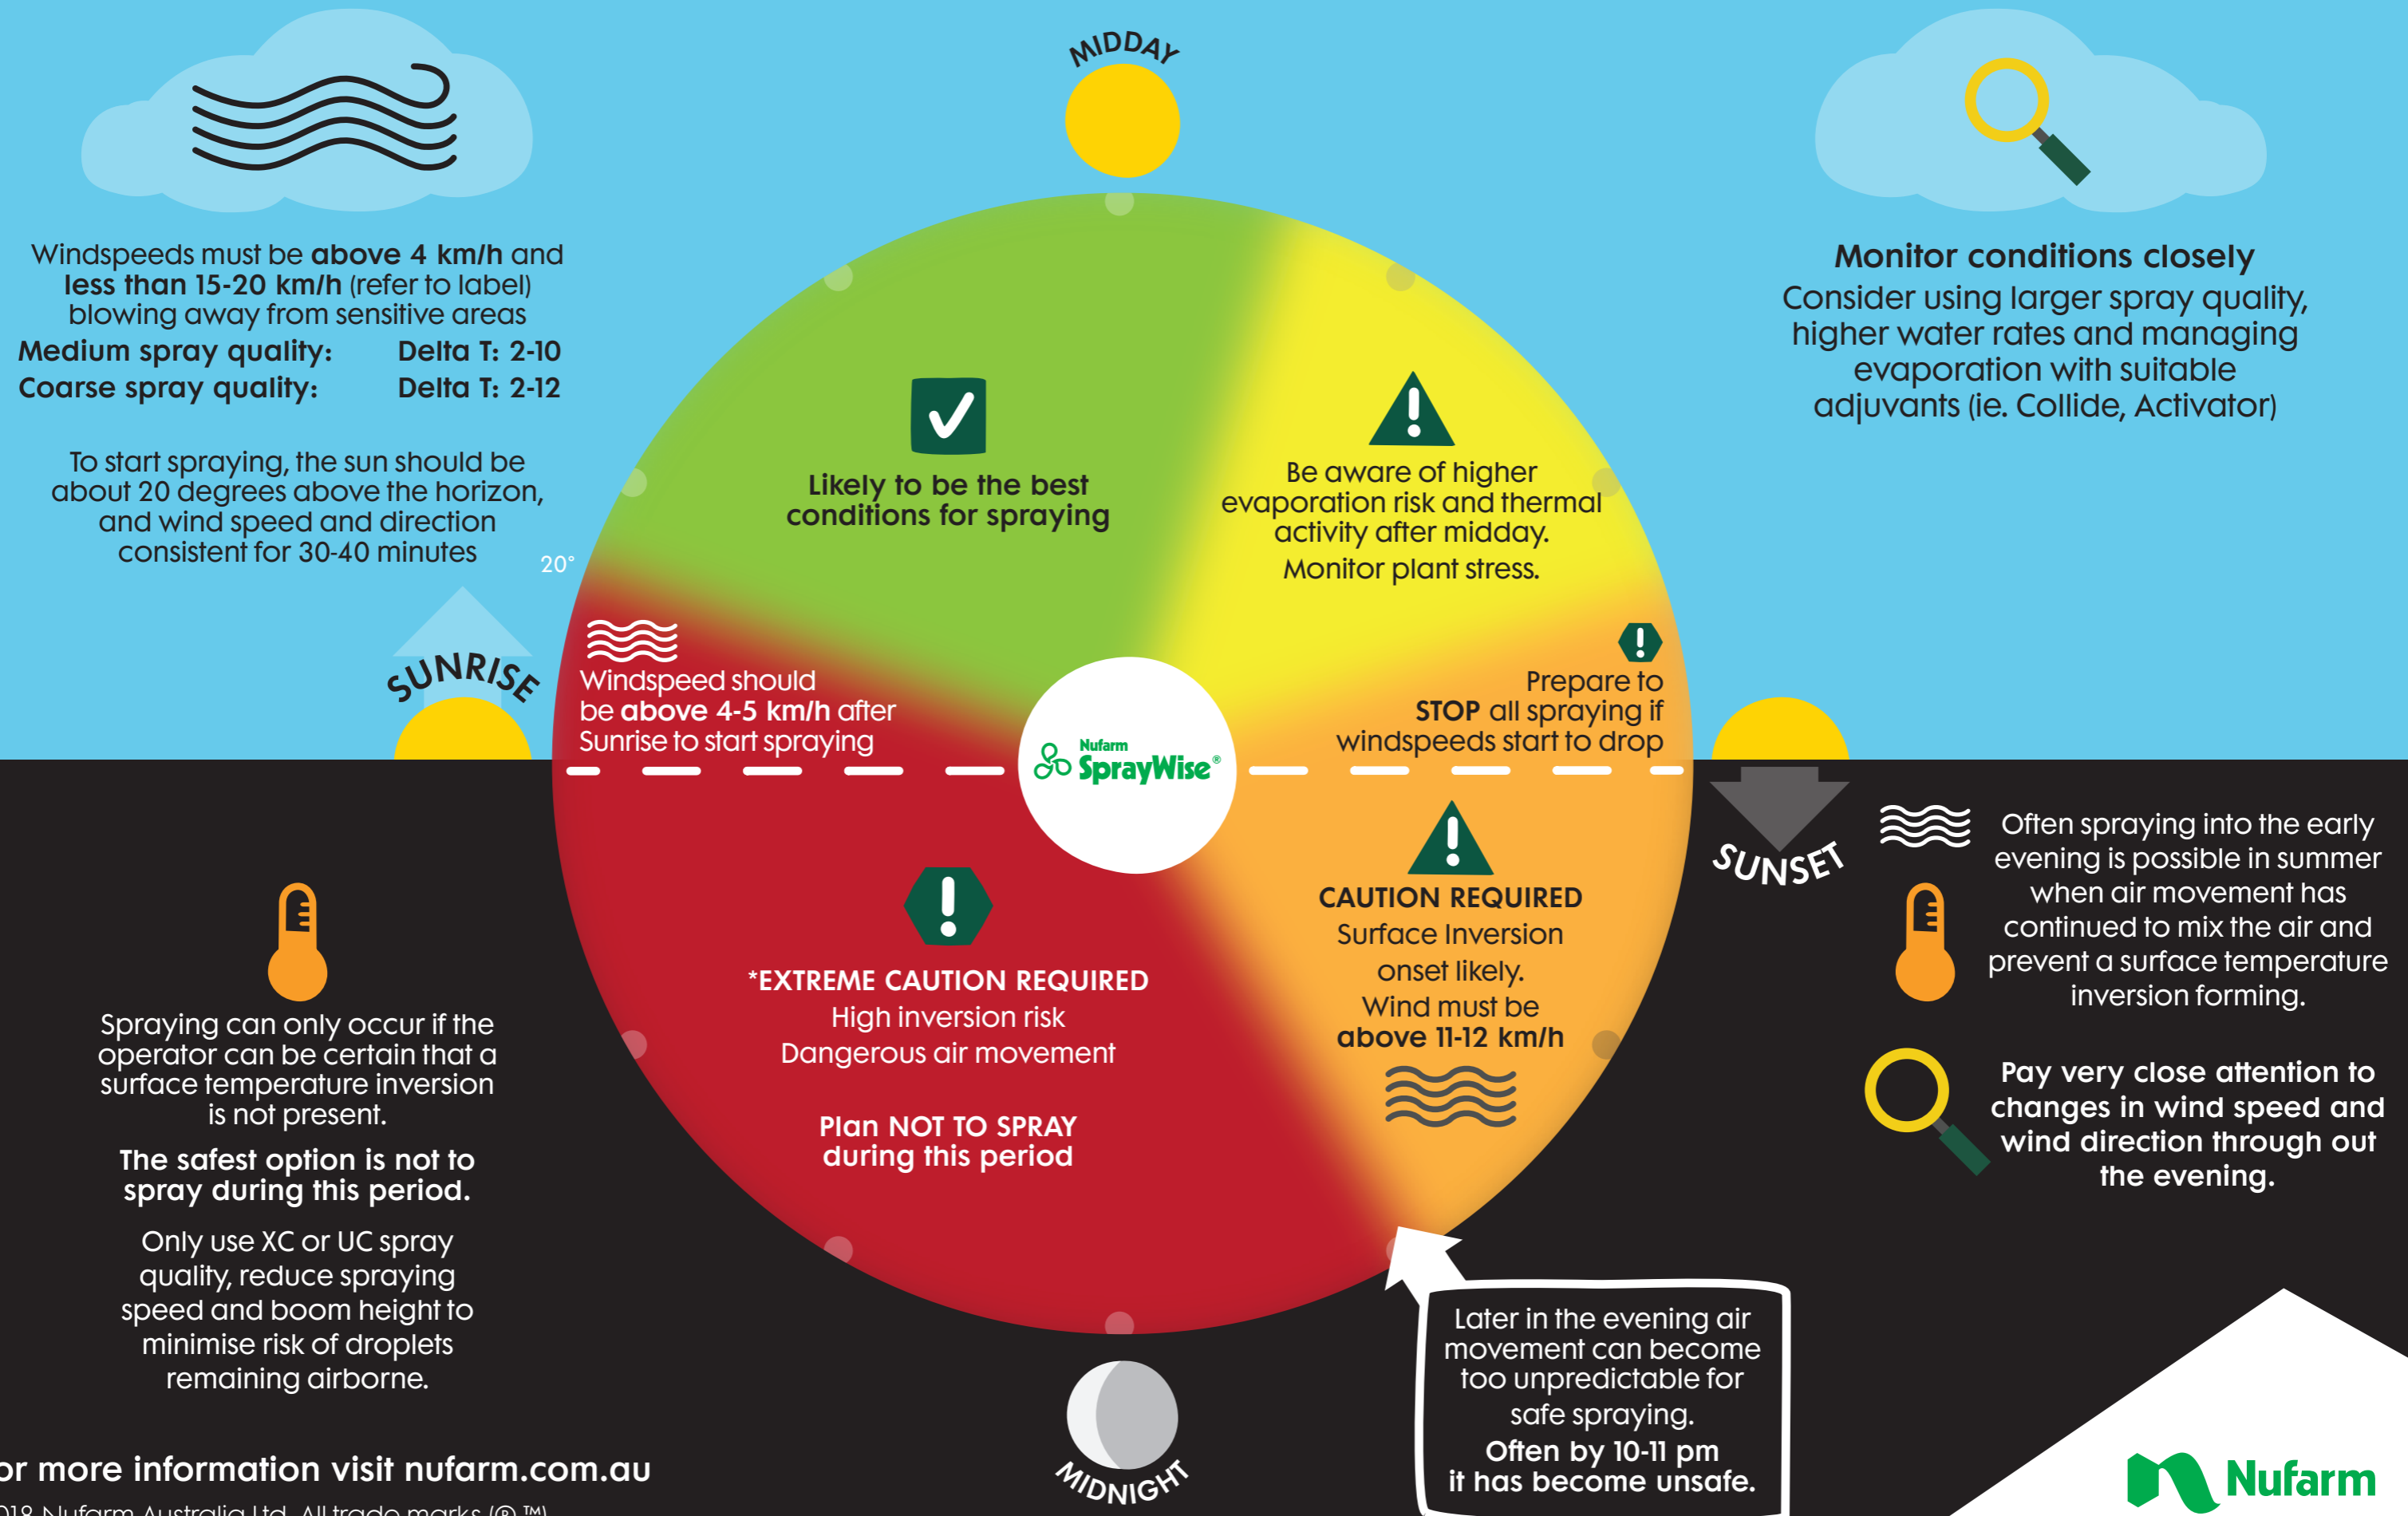 MIDDAY
Windspeeds must be above 4 km/h and
less than 15-20 km/h (refer to label)
blowing away from sensitive areas
Medium spray quality: Delta T: 2-10
Coarse spray quality: Delta T: 2-12
To start spraying, the sun should be
about 20 degrees above the horizon,
and wind speed and direction
consistent for 30-40 minutes
20°
SUNRISE
Monitor conditions closely
Consider using larger spray quality,
higher water rates and managing
evaporation with suitable
adjuvants (ie. Collide, Activator)
Likely to be the best
conditions for spraying
Be aware of higher
evaporation risk and thermal
activity after midday.
Monitor plant stress.
Windspeed should
be above 4-5 km/h after
Sunrise to start spraying
Prepare to
STOP all spraying if
windspeeds start to drop
Nufarm
SprayWise®
SUNSET
CAUTION REQUIRED
Surface Inversion
onset likely.
Wind must be
above 11-12 km/h
*EXTREME CAUTION REQUIRED
High inversion risk
Dangerous air movement
Plan NOT TO SPRAY
during this period
Often spraying into the early
evening is possible in summer
when air movement has
continued to mix the air and
prevent a surface temperature
inversion forming.
Pay very close attention to
changes in wind speed and
wind direction through out
the evening.
Spraying can only occur if the
operator can be certain that a
surface temperature inversion
is not present.
The safest option is not to
spray during this period.
Only use XC or UC spray
quality, reduce spraying
speed and boom height to
minimise risk of droplets
remaining airborne.
Later in the evening air
movement can become
too unpredictable for
safe spraying.
Often by 10-11 pm
it has become unsafe.
MIDNIGHT
or more information visit nufarm.com.au
018 Nufarm Australia Ltd. All trade marks (® ™)
Nufarm